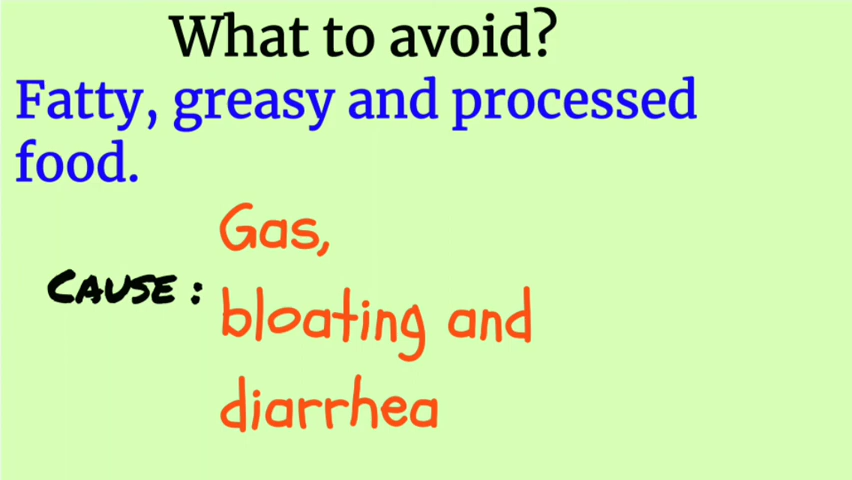 What to avoid?
Fatty, greasy and processed
food.
Gas,
CAUSE :
bloating and
diarrhea